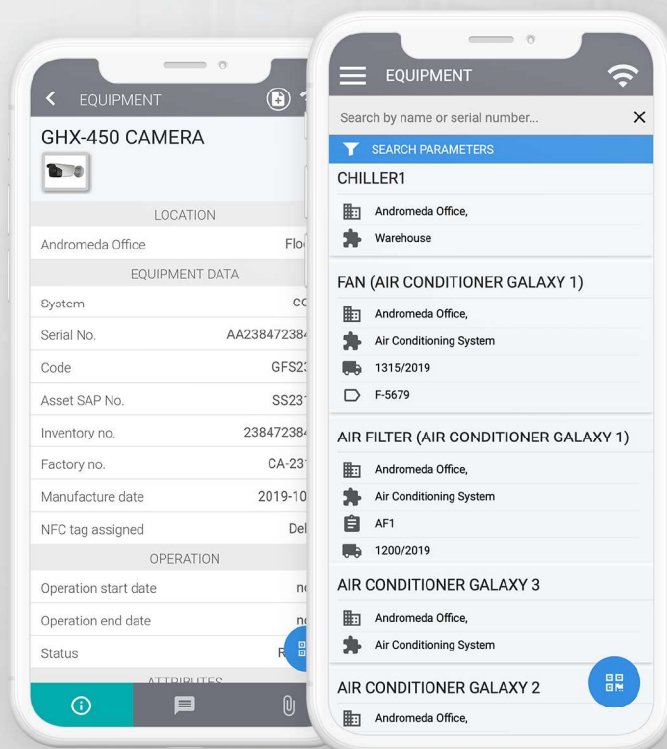 EQUIPMENT
GHX-450 CAMERA
LOCATION
Andromeda Office
EQUIPMENT DATA
System
Serial No. AA238472384
Code
Asset SAP No.
Inventory no. 238472384
Factory no.
Manufacture date
NFC tag assigned
OPERATION
Operation start date
Operation end date
Status
ATTRIBUTES
EQUIPMENT
Search by name or serial number...
SEARCH PARAMETERS
CHILLER1
Andromeda Office,
Warehouse
FAN (AIR CONDITIONER GALAXY 1)
Andromeda Office,
Air Conditioning System
1315/2019
F-5679
AIR FILTER (AIR CONDITIONER GALAXY 1)
Andromeda Office,
Air Conditioning System
AF1
1200/2019
AIR CONDITIONER GALAXY 3
Andromeda Office,
Air Conditioning System
AIR CONDITIONER GALAXY 2
Andromeda Office,